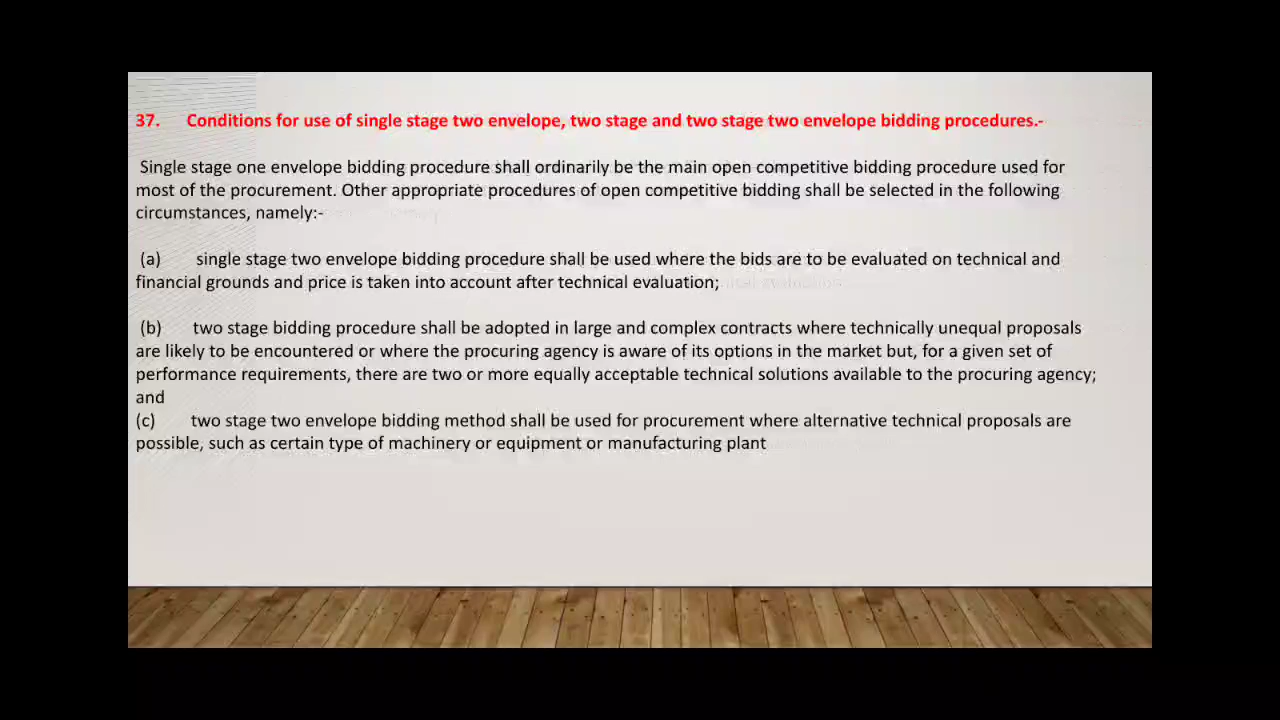 37. Conditions for use of single stage two envelope, two stage and two stage two envelope bidding procedures.-
Single stage one envelope bidding procedure shall ordinarily be the main open competitive bidding procedure used for
most of the procurement. Other appropriate procedures of open competitive bidding shall be selected in the following
circumstances, namely:-
(a) single stage two envelope bidding procedure shall be used where the bids are to be evaluated on technical and
financial grounds and price is taken into account after technical evaluation;
(b) two stage bidding procedure shall be adopted in large and complex contracts where technically unequal proposals
are likely to be encountered or where the procuring agency is aware of its options in the market but, for a given set of
performance requirements, there are two or more equally acceptable technical solutions available to the procuring agency;
and
(c) two stage two envelope bidding method shall be used for procurement where alternative technical proposals are
possible, such as certain type of machinery or equipment or manufacturing plant